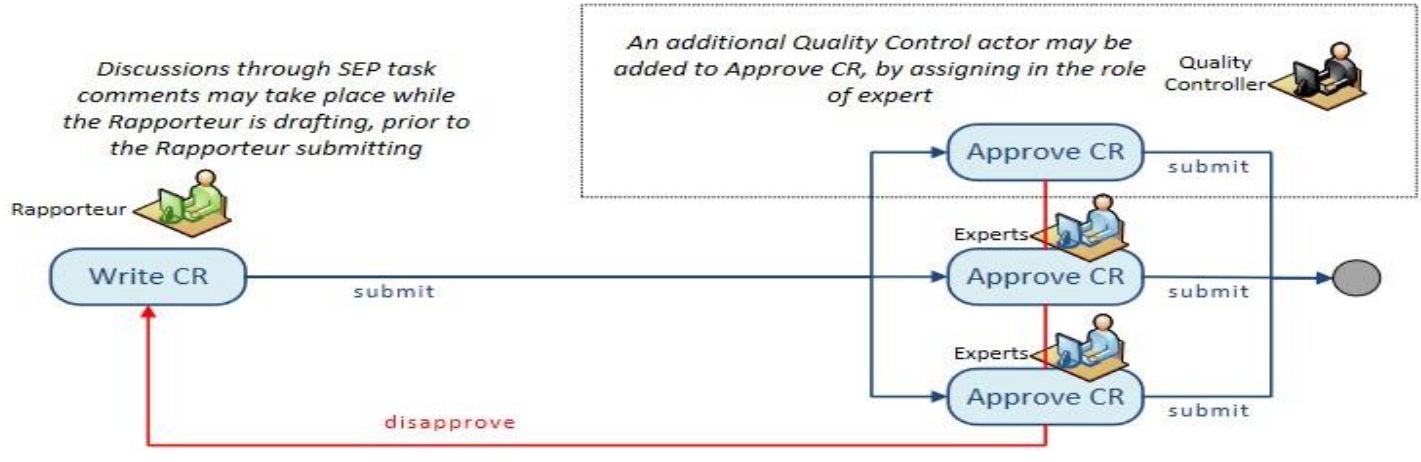 Discussions through SEP task
comments may take place while
the Rapporteur is drafting, prior to
the Rapporteur submitting
An additional Quality Control actor may be
added to Approve CR, by assigning in the role
of expert
Quality
Controller
Approve CR
submit
Rapporteur
Experts
Write CR
submit
Approve CR
submit
Experts
Approve CR
submit
disapprove